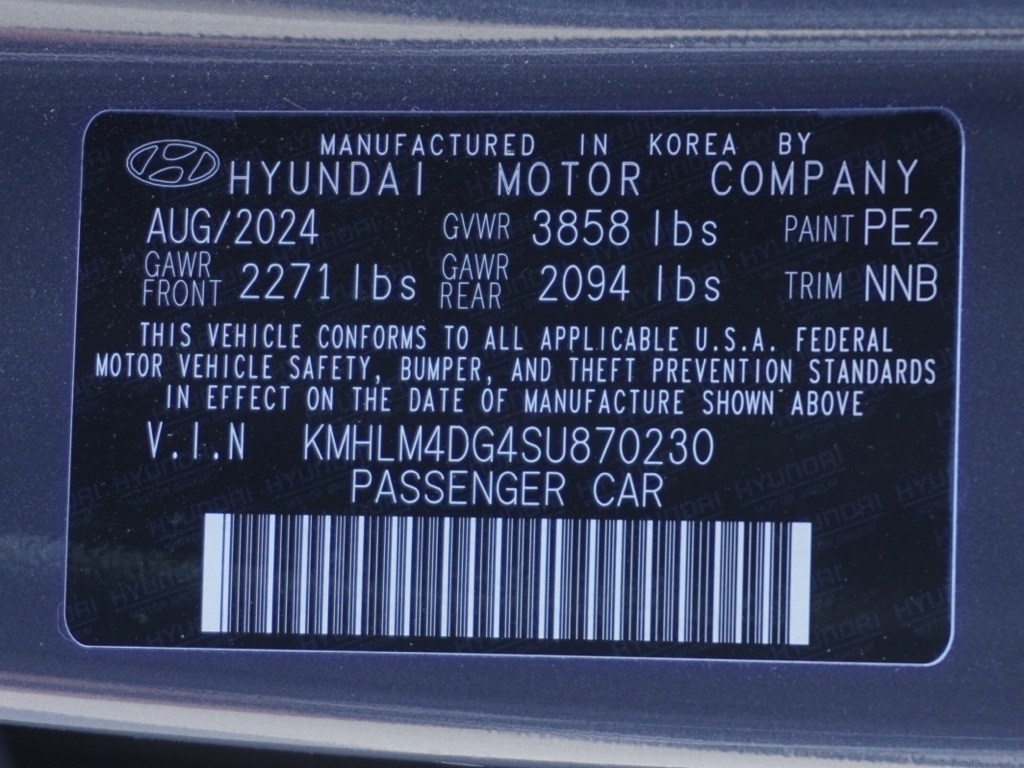 MANUFACTURED IN KOREA BY
HYUNDAI MOTOR COMPANY
AUG/2024 GVWR 3858 lbs PAINT PE2
GAWR FRONT 2271 lbs GAWR REAR 2094 lbs TRIM NNB
THIS VEHICLE CONFORMS TO ALL APPLICABLE U.S.A. FEDERAL
MOTOR VEHICLE SAFETY, BUMPER, AND THEFT PREVENTION STANDARDS
IN EFFECT ON THE DATE OF MANUFACTURE SHOWN ABOVE
V.I.N KMHLM4DG4SU870230
PASSENGER CAR